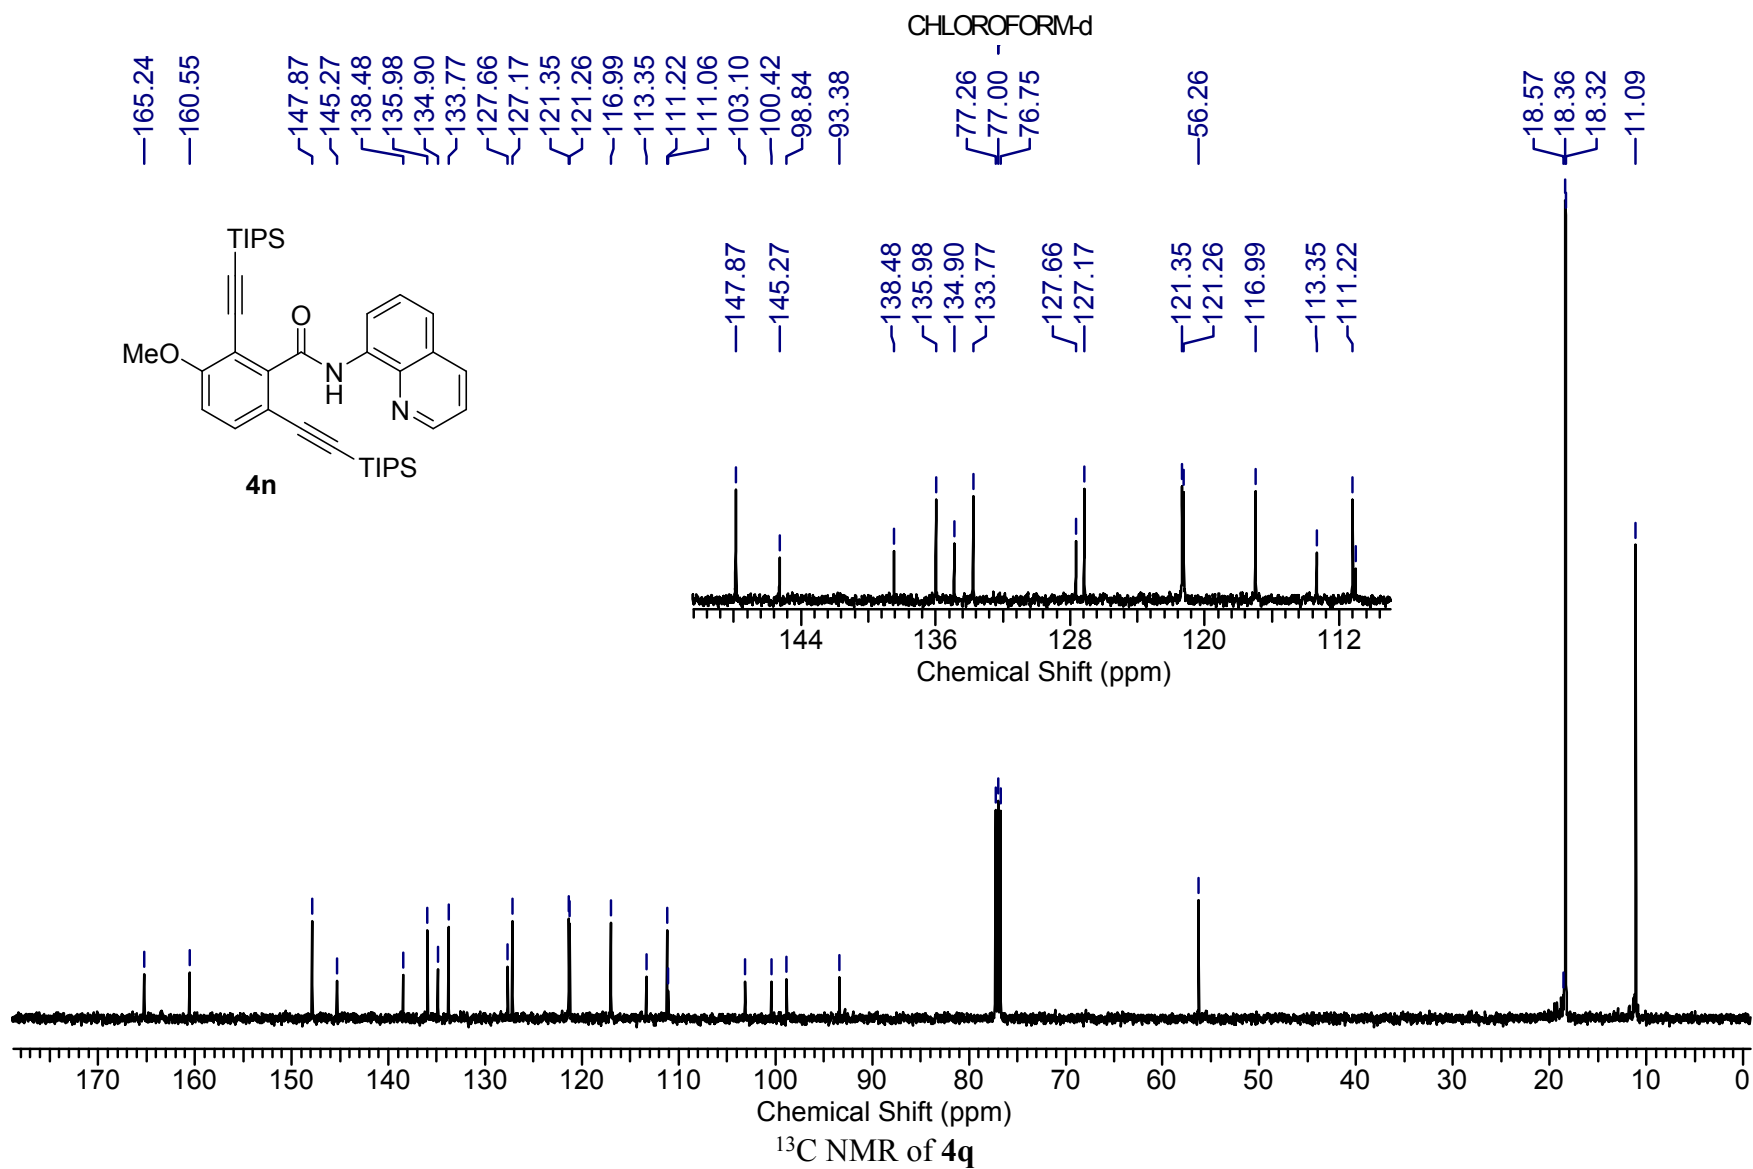 CHLOROFORM-d
165.24
160.55
147.87
145.27
138.48
135.98
134.90
133.77
127.66
127.17
121.35
121.26
116.99
113.35
111.22
111.06
103.10
100.42
98.84
93.38
77.26
77.00
76.75
56.26
18.57
18.36
18.32
11.09
TIPS
O
MeO
N
H
N
TIPS
4n
147.87
145.27
138.48
135.98
134.90
133.77
127.66
127.17
121.35
121.26
116.99
113.35
111.22
144 136 128 120 112
Chemical Shift (ppm)
170 160 150 140 130 120 110 100 90 80 70 60 50 40 30 20 10 0
Chemical Shift (ppm)
¹³C NMR of 4q